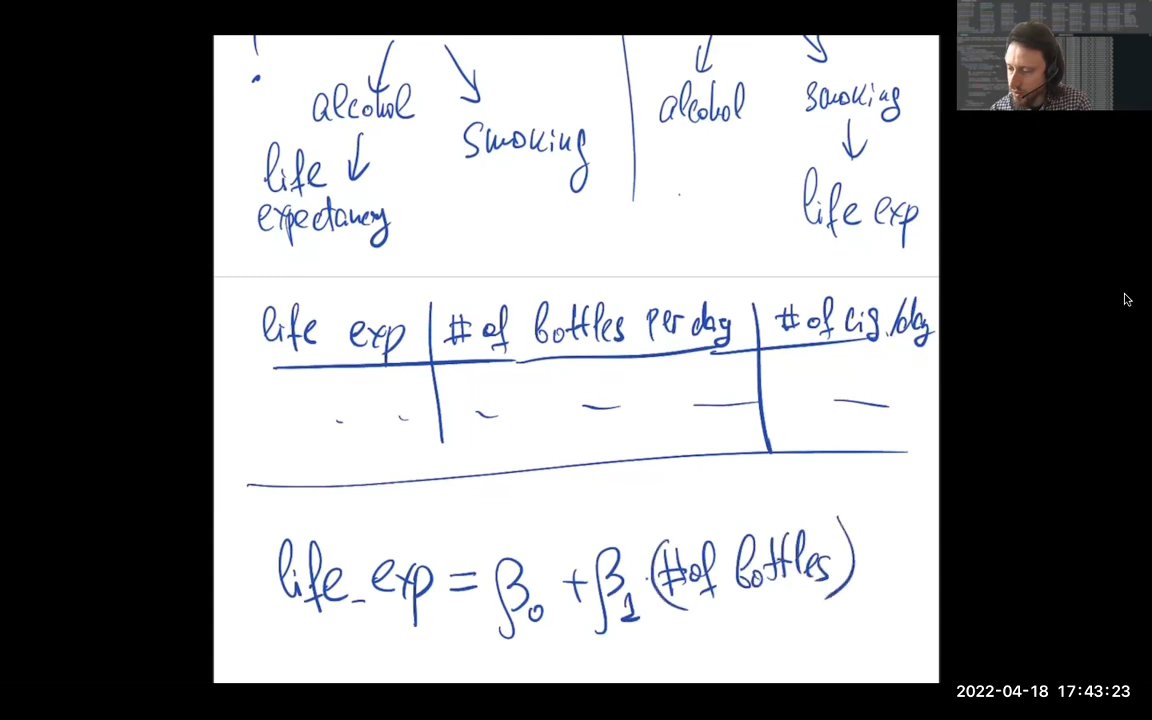 alcohol
smoking
life
expectancy
alcohol
smoking
life exp
life exp | # of bottles per day | # of cig./day
life_exp = β₀ + β₁ (# of bottles)
2022-04-18 17:43:23